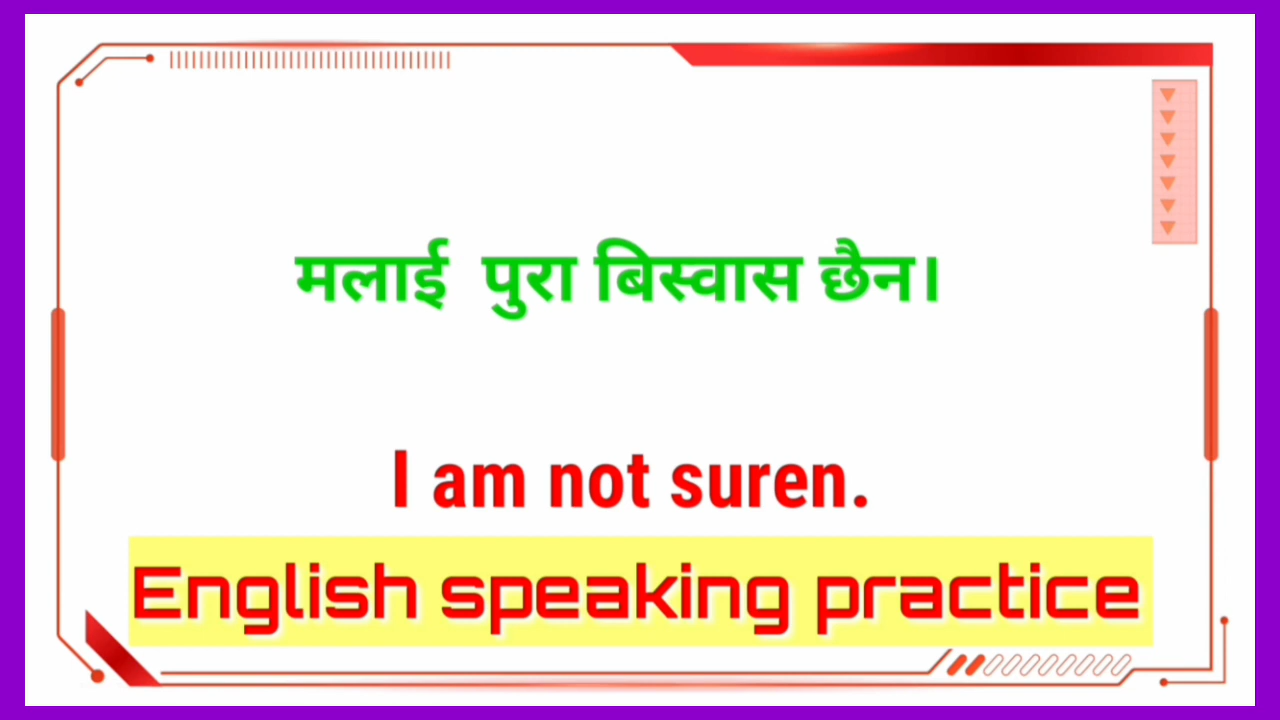 मलाई पुरा बिस्वास छैन।
I am not suren.
English speaking practice